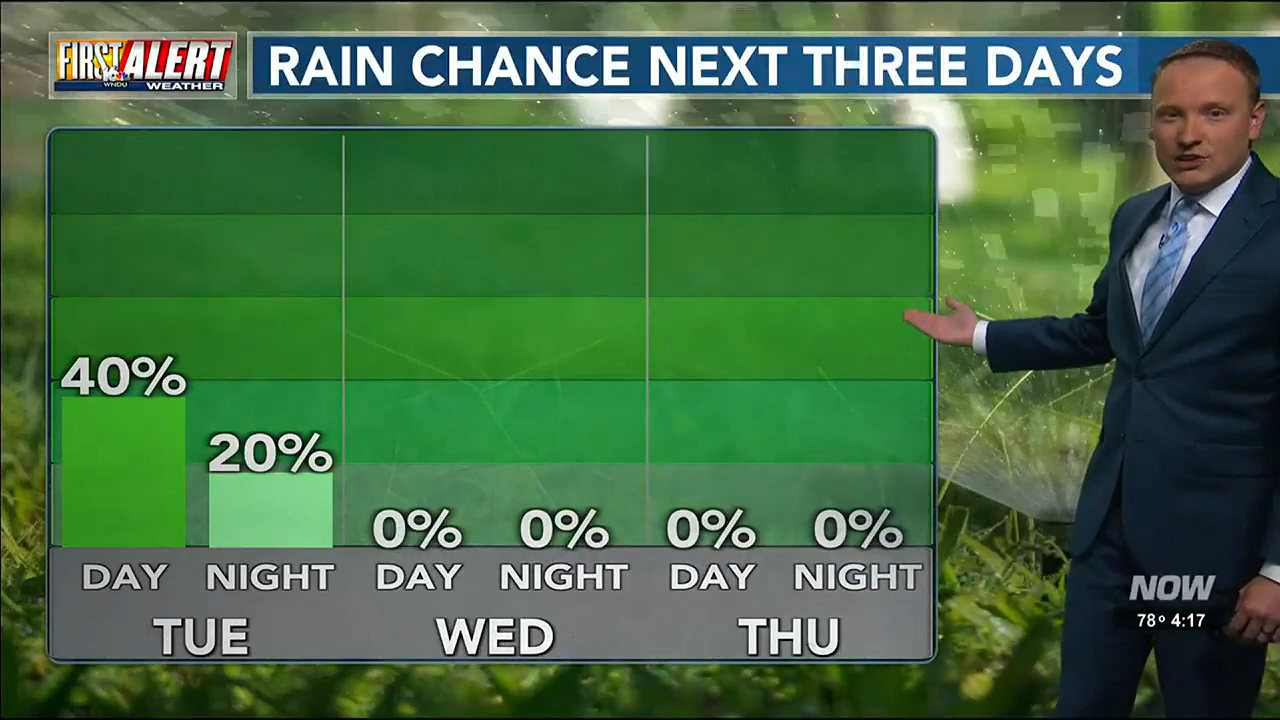 FIRST ALERT
16
WNDU
WEATHER
RAIN CHANCE NEXT THREE DAYS
40%
20%
0%
0%
0%
0%
DAY
NIGHT
DAY
NIGHT
DAY
NIGHT
TUE
WED
THU
NOW
78° 4:17